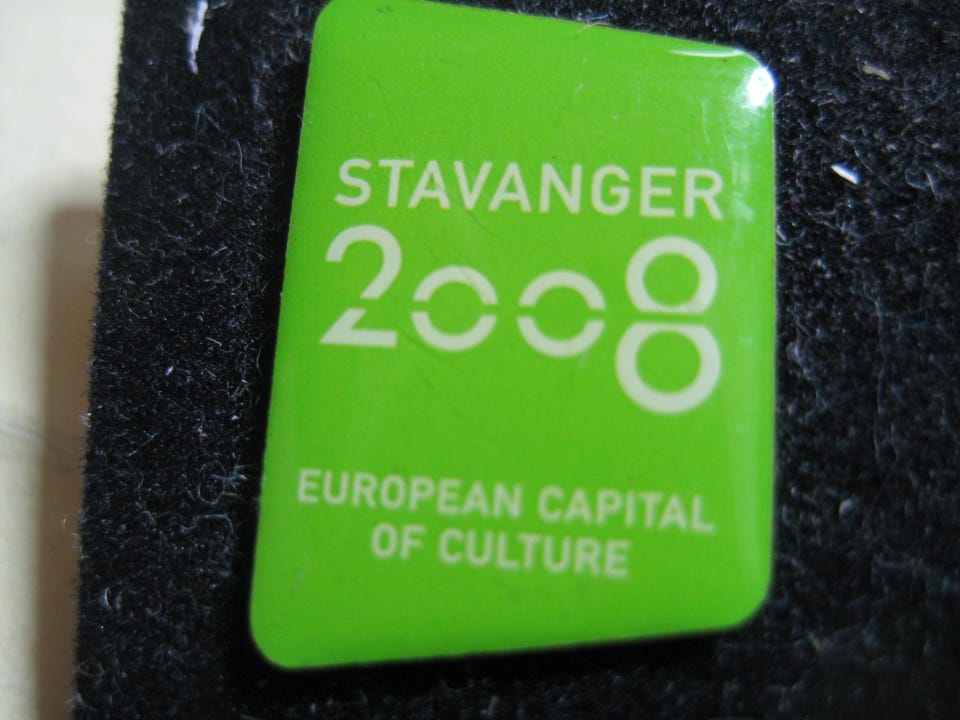 STAVANGER
2008
EUROPEAN CAPITAL
OF CULTURE